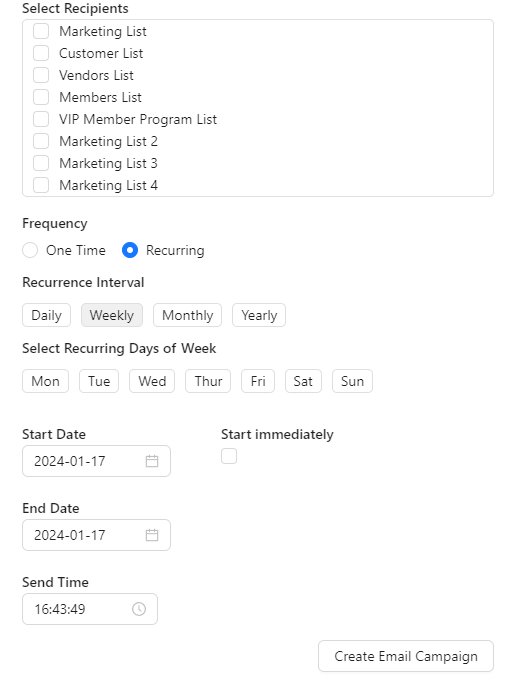 Select Recipients
Marketing List
Customer List
Vendors List
Members List
VIP Member Program List
Marketing List 2
Marketing List 3
Marketing List 4
Frequency
One Time Recurring
Recurrence Interval
Daily Weekly Monthly Yearly
Select Recurring Days of Week
Mon Tue Wed Thur Fri Sat Sun
Start Date Start immediately
2024-01-17
End Date
2024-01-17
Send Time
16:43:49
Create Email Campaign